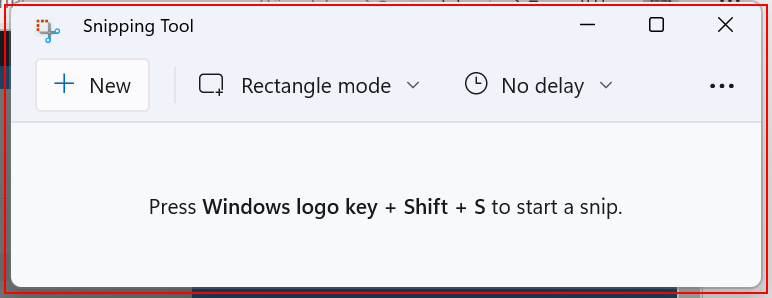 Snipping Tool
New Rectangle mode No delay
Press Windows logo key + Shift + S to start a snip.